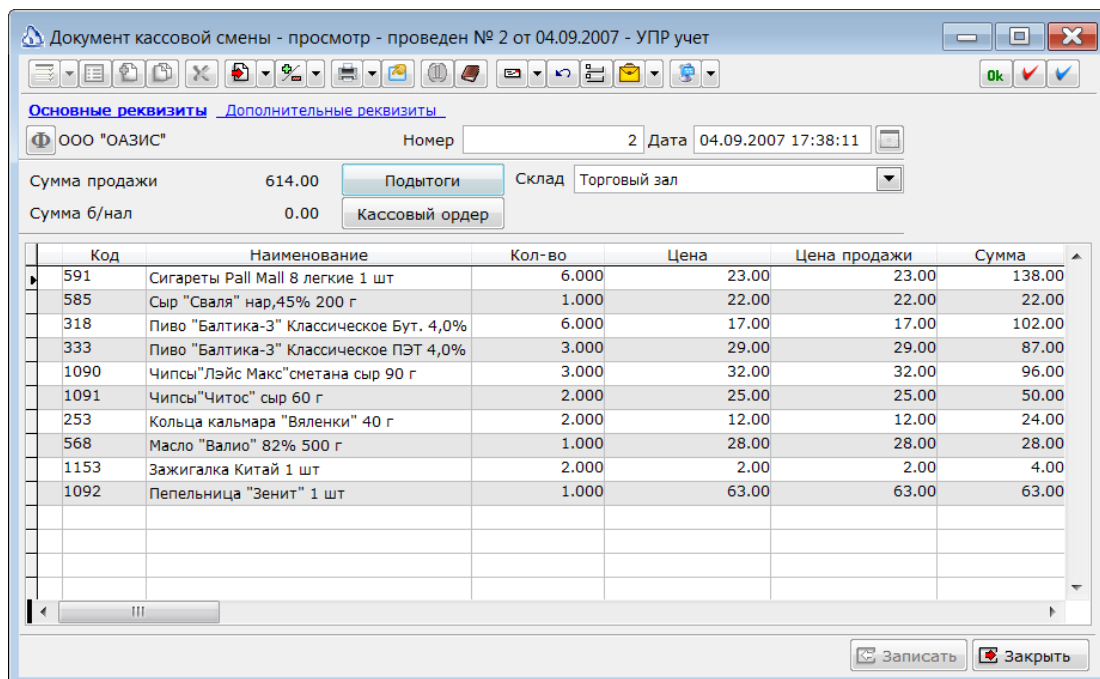 Документ кассовой смены - просмотр - проведен № 2 от 04.09.2007 - УПР учет
Ok
Основные реквизиты Дополнительные реквизиты
Ф ООО "ОАЗИС" Номер 2 Дата 04.09.2007 17:38:11
Сумма продажи 614.00 Подытоги Склад Торговый зал
Сумма б/нал 0.00 Кассовый ордер
Код Наименование Кол-во Цена Цена продажи Сумма
591 Сигареты Pall Mall 8 легкие 1 шт 6.000 23.00 23.00 138.00
585 Сыр "Сваля" нар,45% 200 г 1.000 22.00 22.00 22.00
318 Пиво "Балтика-3" Классическое Бут. 4,0% 6.000 17.00 17.00 102.00
333 Пиво "Балтика-3" Классическое ПЭТ 4,0% 3.000 29.00 29.00 87.00
1090 Чипсы"Лэйс Макс"сметана сыр 90 г 3.000 32.00 32.00 96.00
1091 Чипсы"Читос" сыр 60 г 2.000 25.00 25.00 50.00
253 Кольца кальмара "Вяленки" 40 г 2.000 12.00 12.00 24.00
568 Масло "Валио" 82% 500 г 1.000 28.00 28.00 28.00
1153 Зажигалка Китай 1 шт 2.000 2.00 2.00 4.00
1092 Пепельница "Зенит" 1 шт 1.000 63.00 63.00 63.00
Записать Закрыть